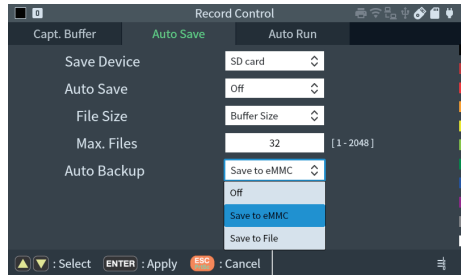 0 Record Control
Capt. Buffer Auto Save Auto Run
Save Device SD card
Auto Save Off
File Size Buffer Size
Max. Files 32 [ 1 - 2048 ]
Auto Backup Save to eMMC
Off
Save to eMMC
Save to File
: Select ENTER : Apply ESC : Cancel